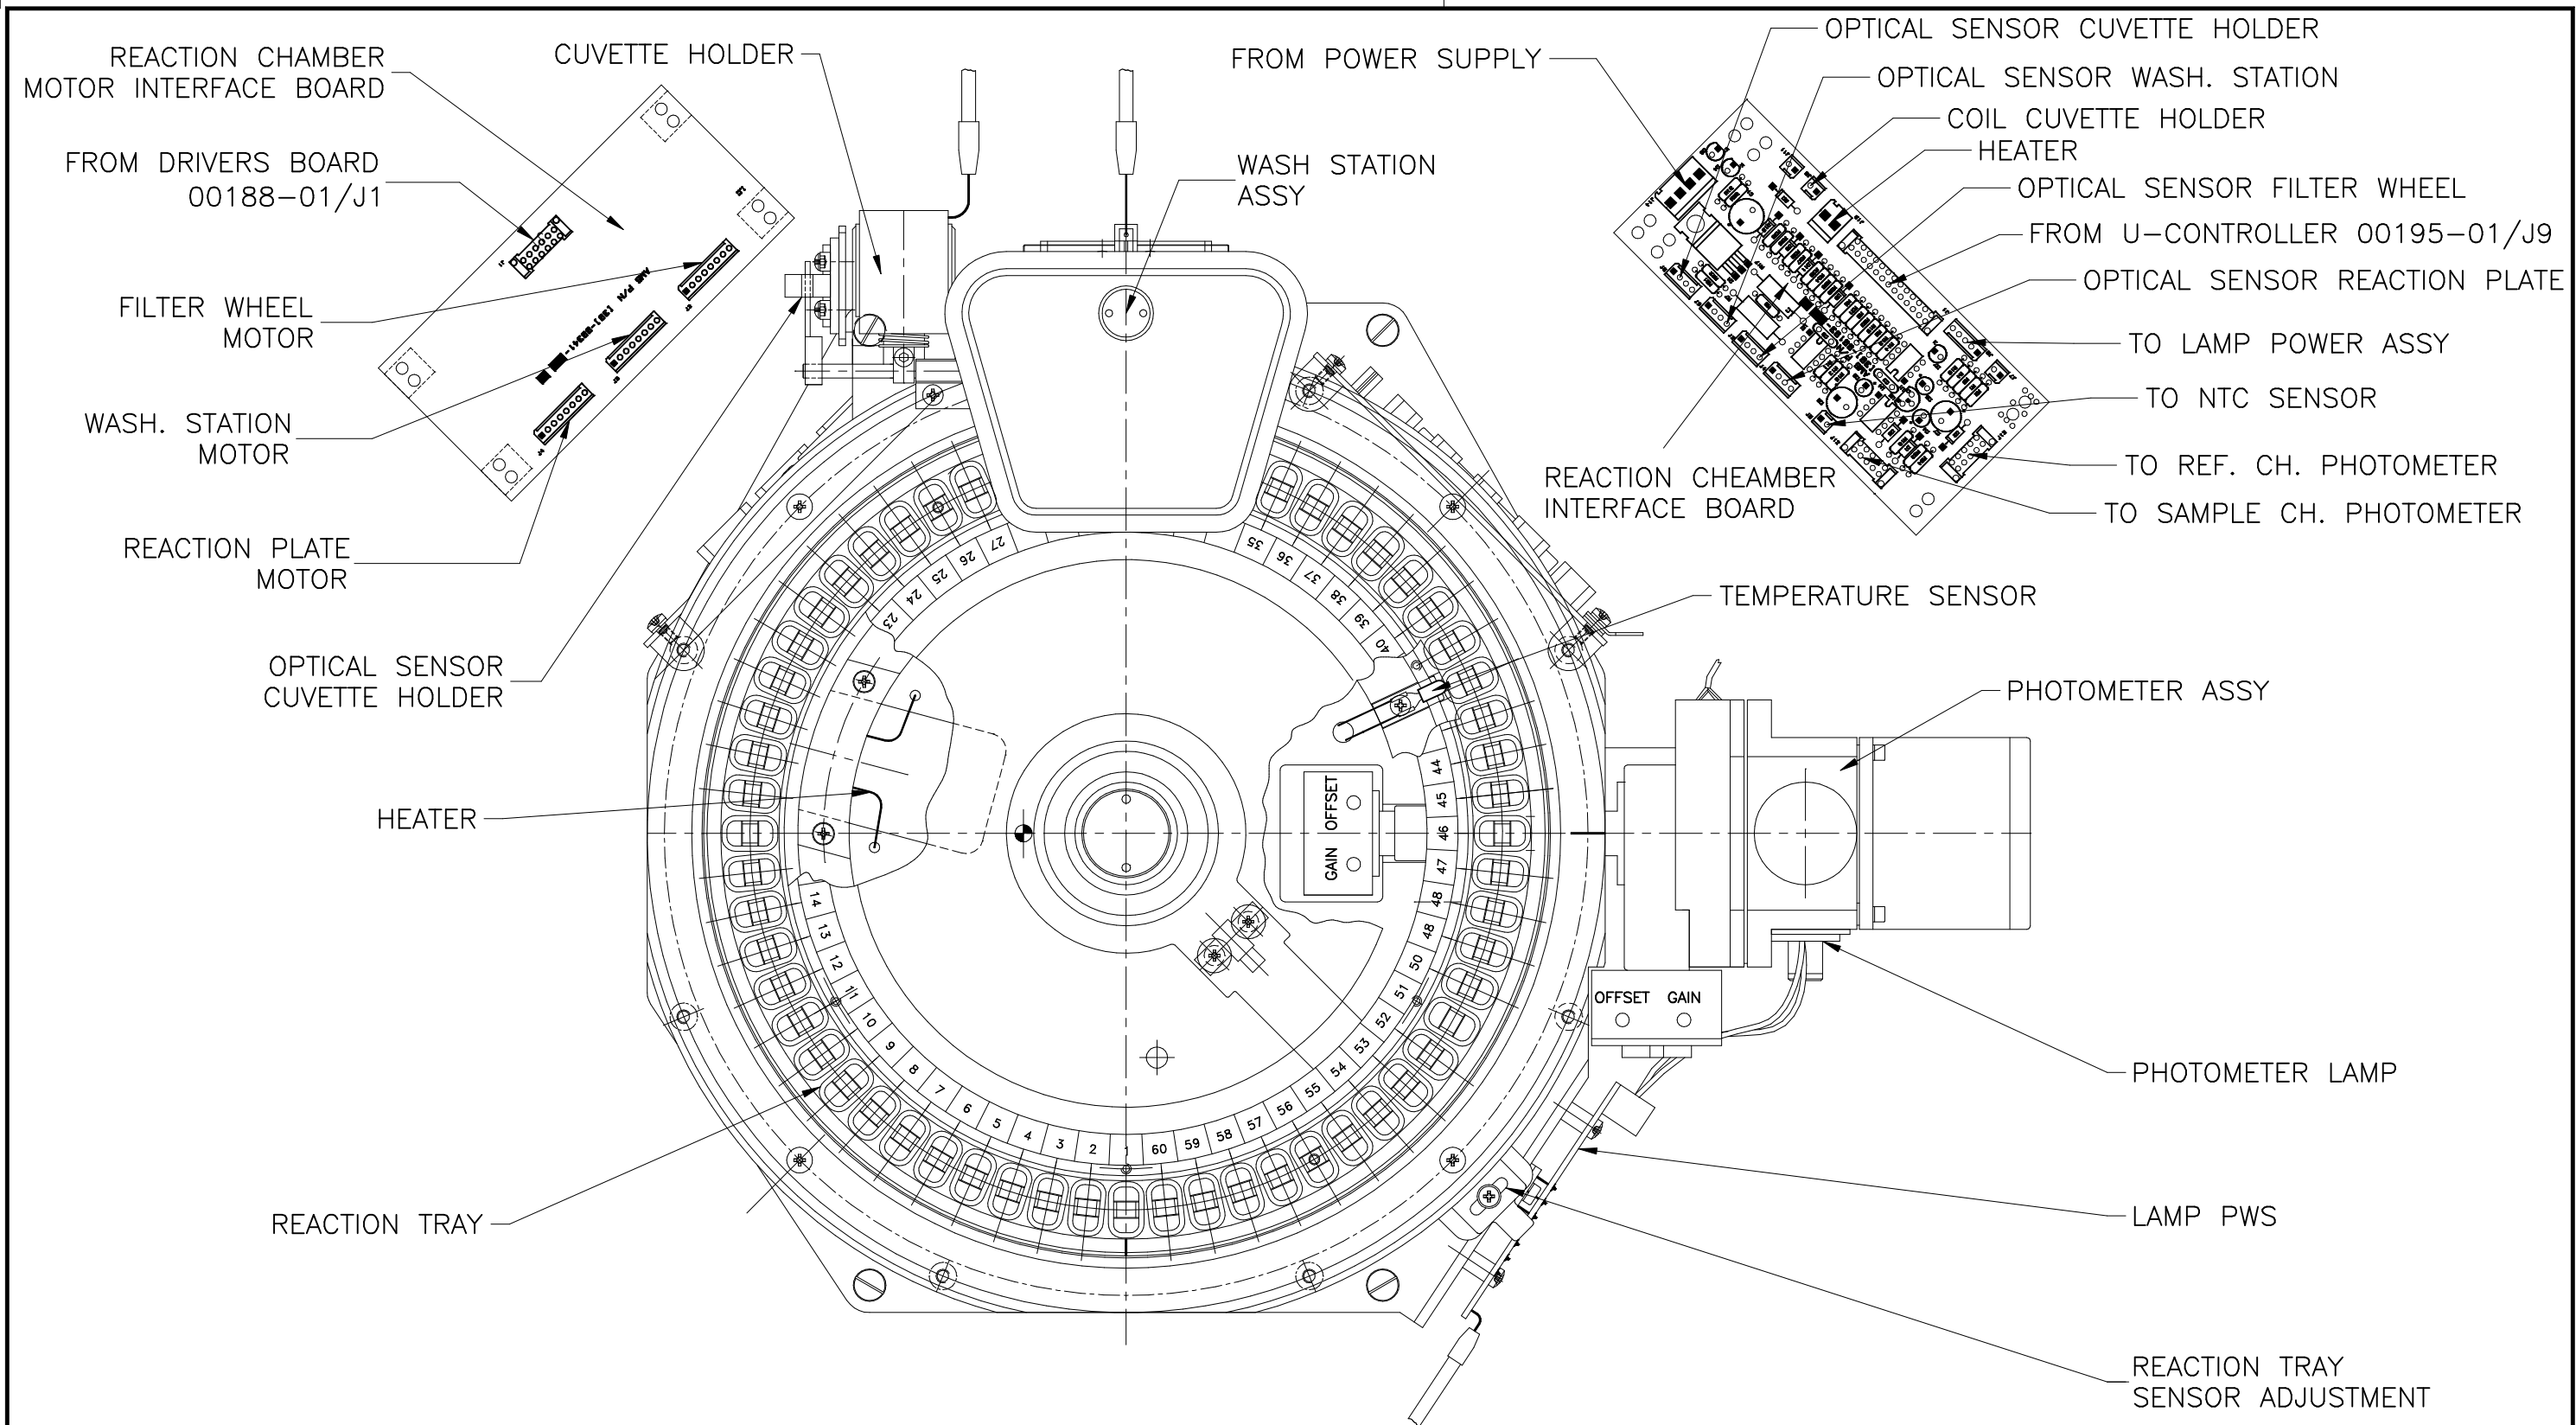 REACTION CHAMBER
MOTOR INTERFACE BOARD
CUVETTE HOLDER
FROM POWER SUPPLY
OPTICAL SENSOR CUVETTE HOLDER
OPTICAL SENSOR WASH. STATION
COIL CUVETTE HOLDER
HEATER
OPTICAL SENSOR FILTER WHEEL
FROM U-CONTROLLER 00195-01/J9
OPTICAL SENSOR REACTION PLATE
TO LAMP POWER ASSY
TO NTC SENSOR
TO REF. CH. PHOTOMETER
TO SAMPLE CH. PHOTOMETER
REACTION CHEAMBER
INTERFACE BOARD
FROM DRIVERS BOARD
00188-01/J1
WASH STATION
ASSY
FILTER WHEEL
MOTOR
WASH. STATION
MOTOR
REACTION PLATE
MOTOR
OPTICAL SENSOR
CUVETTE HOLDER
TEMPERATURE SENSOR
PHOTOMETER ASSY
HEATER
GAIN OFFSET
OFFSET GAIN
PHOTOMETER LAMP
LAMP PWS
REACTION TRAY
REACTION TRAY
SENSOR ADJUSTMENT
1
2
3
4
5
6
7
8
9
10
11
12
13
14
23
24
25
26
27
35
36
37
38
39
40
44
45
46
47
48
48
50
51
52
53
54
55
56
57
58
59
60